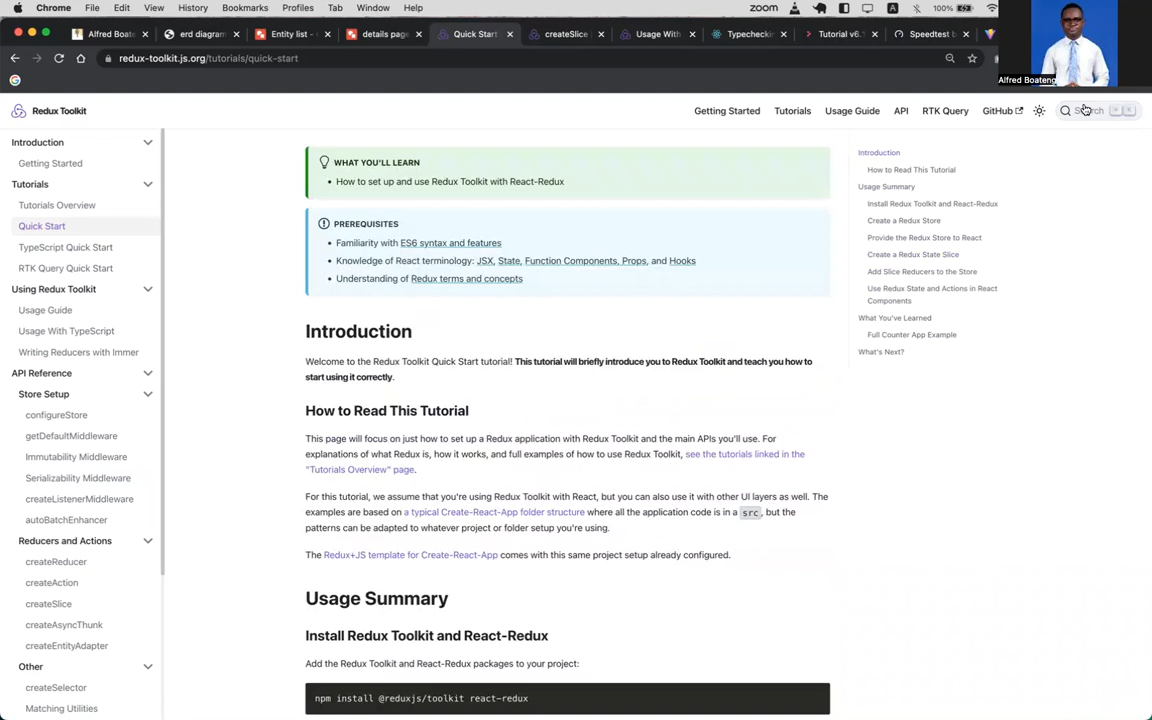 Chrome File Edit View History Bookmarks Profiles Tab Window Help zoom A 100%
Alfred Boate erd diagram Entity list - details page Quick Start createSlice Usage With Typecheckin Tutorial v6. Speedtest b
redux-toolkit.js.org/tutorials/quick-start
Alfred Boateng
Redux Toolkit Getting Started Tutorials Usage Guide API RTK Query GitHub Search ⌘ K
Introduction
Getting Started
Tutorials
Tutorials Overview
Quick Start
TypeScript Quick Start
RTK Query Quick Start
Using Redux Toolkit
Usage Guide
Usage With TypeScript
Writing Reducers with Immer
API Reference
Store Setup
configureStore
getDefaultMiddleware
Immutability Middleware
Serializability Middleware
createListenerMiddleware
autoBatchEnhancer
Reducers and Actions
createReducer
createAction
createSlice
createAsyncThunk
createEntityAdapter
Other
createSelector
Matching Utilities
WHAT YOU'LL LEARN
• How to set up and use Redux Toolkit with React-Redux
PREREQUISITES
• Familiarity with ES6 syntax and features
• Knowledge of React terminology: JSX, State, Function Components, Props, and Hooks
• Understanding of Redux terms and concepts
Introduction
Welcome to the Redux Toolkit Quick Start tutorial! This tutorial will briefly introduce you to Redux Toolkit and teach you how to
start using it correctly.
How to Read This Tutorial
This page will focus on just how to set up a Redux application with Redux Toolkit and the main APIs you'll use. For
explanations of what Redux is, how it works, and full examples of how to use Redux Toolkit, see the tutorials linked in the
"Tutorials Overview" page.
For this tutorial, we assume that you're using Redux Toolkit with React, but you can also use it with other UI layers as well. The
examples are based on a typical Create-React-App folder structure where all the application code is in a src, but the
patterns can be adapted to whatever project or folder setup you're using.
The Redux+JS template for Create-React-App comes with this same project setup already configured.
Usage Summary
Install Redux Toolkit and React-Redux
Add the Redux Toolkit and React-Redux packages to your project:
npm install @reduxjs/toolkit react-redux
Introduction
How to Read This Tutorial
Usage Summary
Install Redux Toolkit and React-Redux
Create a Redux Store
Provide the Redux Store to React
Create a Redux State Slice
Add Slice Reducers to the Store
Use Redux State and Actions in React
Components
What You've Learned
Full Counter App Example
What's Next?